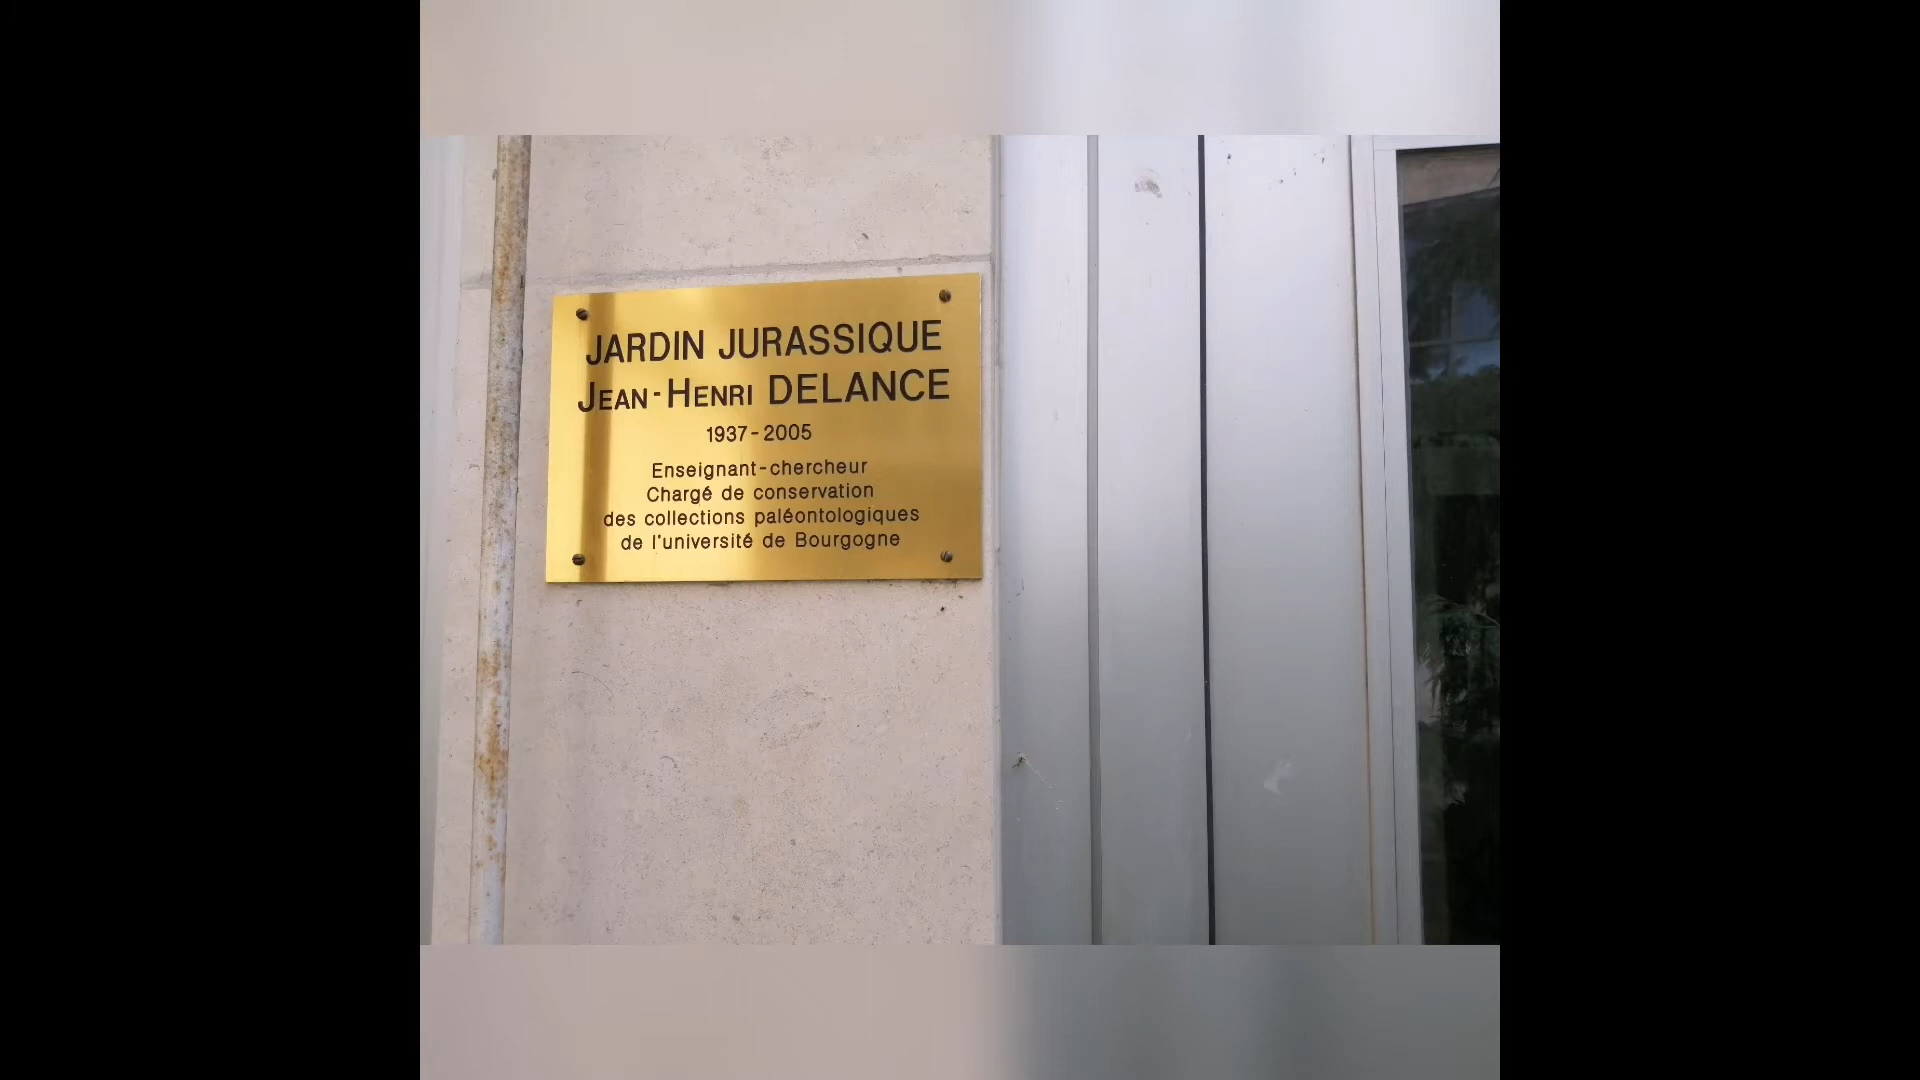 JARDIN JURASSIQUE
JEAN-HENRI DELANCE
1937-2005
Enseignant-chercheur
Chargé de conservation
des collections paléontologiques
de l'université de Bourgogne